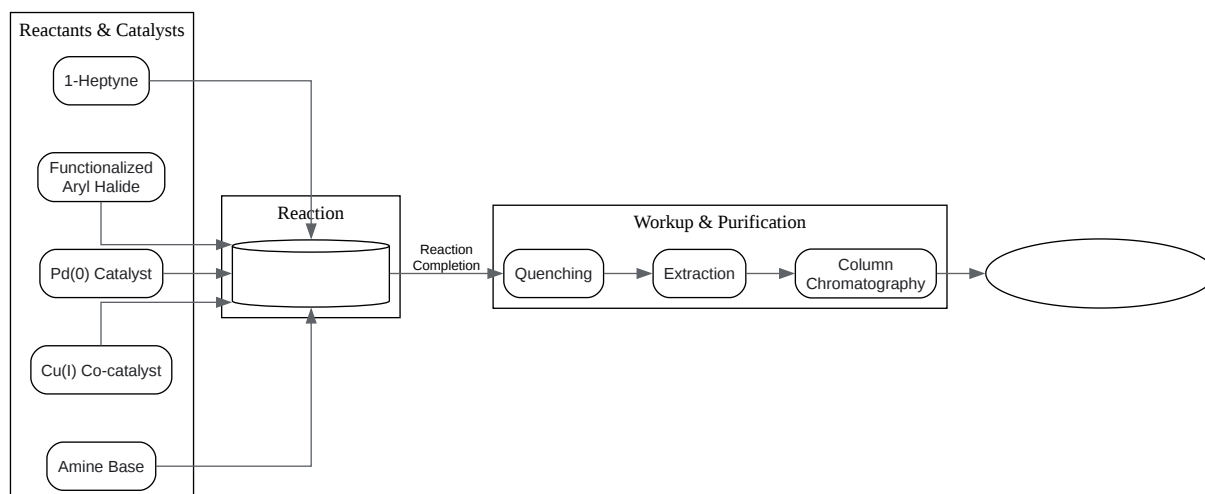 Reactants & Catalysts
1-Heptyne
Functionalized
Aryl Halide
Pd(0) Catalyst
Cu(I) Co-catalyst
Amine Base
Reaction
Reaction
Completion
Workup & Purification
Quenching
Extraction
Column
Chromatography